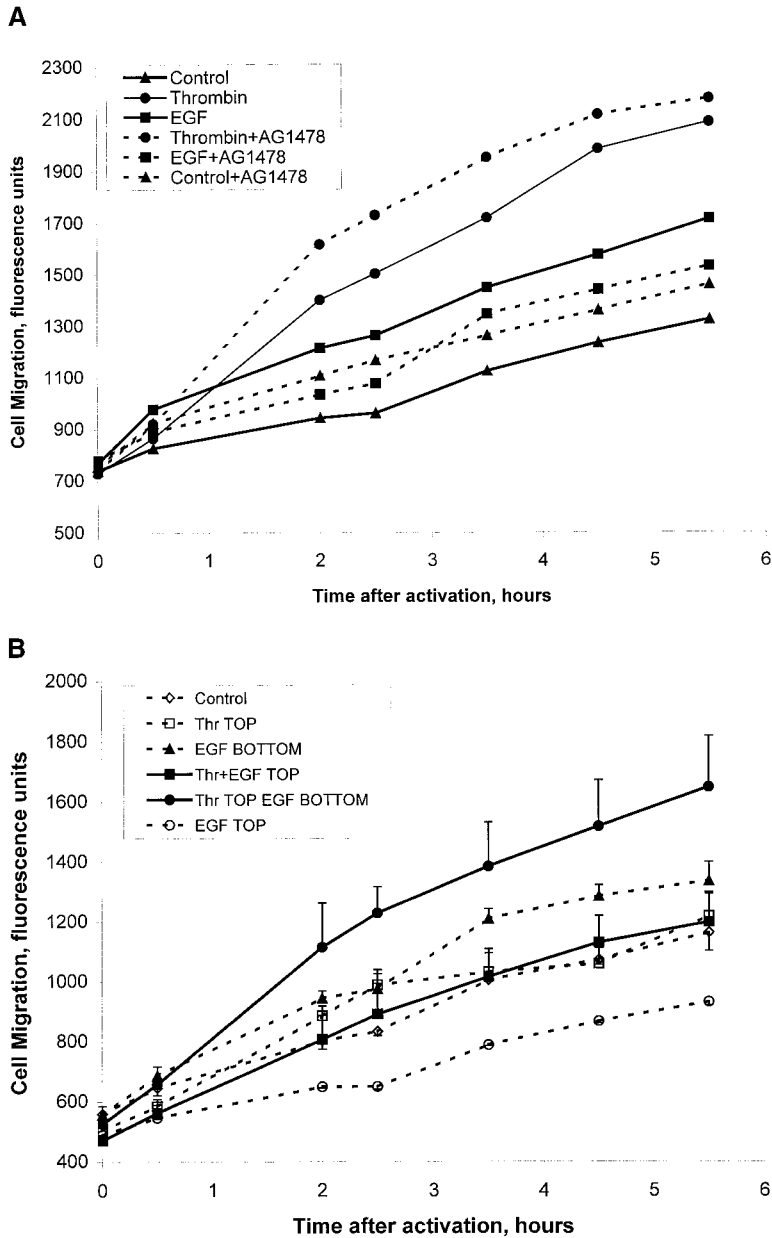 A
2300
2100
1900
1700
1500
1300
1100
900
700
500
Cell Migration, fluorescence units
Control
Thrombin
EGF
Thrombin+AG1478
EGF+AG1478
Control+AG1478
0 1 2 3 4 5 6
Time after activation, hours
B
2000
1800
1600
1400
1200
1000
800
600
400
Cell Migration, fluorescence units
Control
Thr TOP
EGF BOTTOM
Thr+EGF TOP
Thr TOP EGF BOTTOM
EGF TOP
0 1 2 3 4 5 6
Time after activation, hours